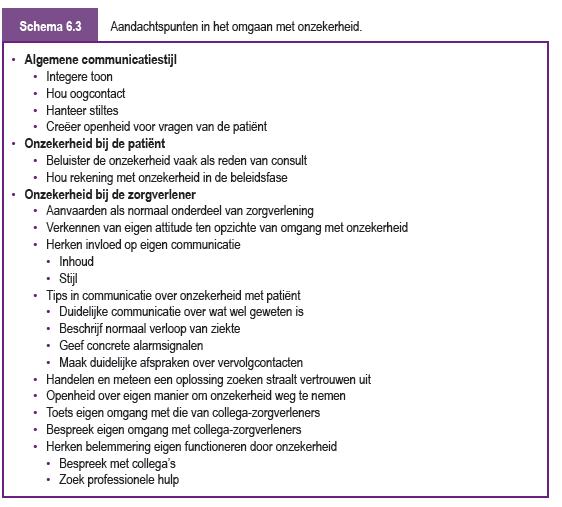 Schema 6.3 Aandachtspunten in het omgaan met onzekerheid.
• Algemene communicatiestijl
• Integere toon
• Hou oogcontact
• Hanteer stiltes
• Creëer openheid voor vragen van de patiënt
• Onzekerheid bij de patiënt
• Beluister de onzekerheid vaak als reden van consult
• Hou rekening met onzekerheid in de beleidsfase
• Onzekerheid bij de zorgverlener
• Aanvaarden als normaal onderdeel van zorgverlening
• Verkennen van eigen attitude ten opzichte van omgang met onzekerheid
• Herken invloed op eigen communicatie
• Inhoud
• Stijl
• Tips in communicatie over onzekerheid met patiënt
• Duidelijke communicatie over wat wel geweten is
• Beschrijf normaal verloop van ziekte
• Geef concrete alarmsignalen
• Maak duidelijke afspraken over vervolgcontacten
• Handelen en meteen een oplossing zoeken straalt vertrouwen uit
• Openheid over eigen manier om onzekerheid weg te nemen
• Toets eigen omgang met die van collega-zorgverleners
• Bespreek eigen omgang met collega-zorgverleners
• Herken belemmering eigen functioneren door onzekerheid
• Bespreek met collega’s
• Zoek professionele hulp